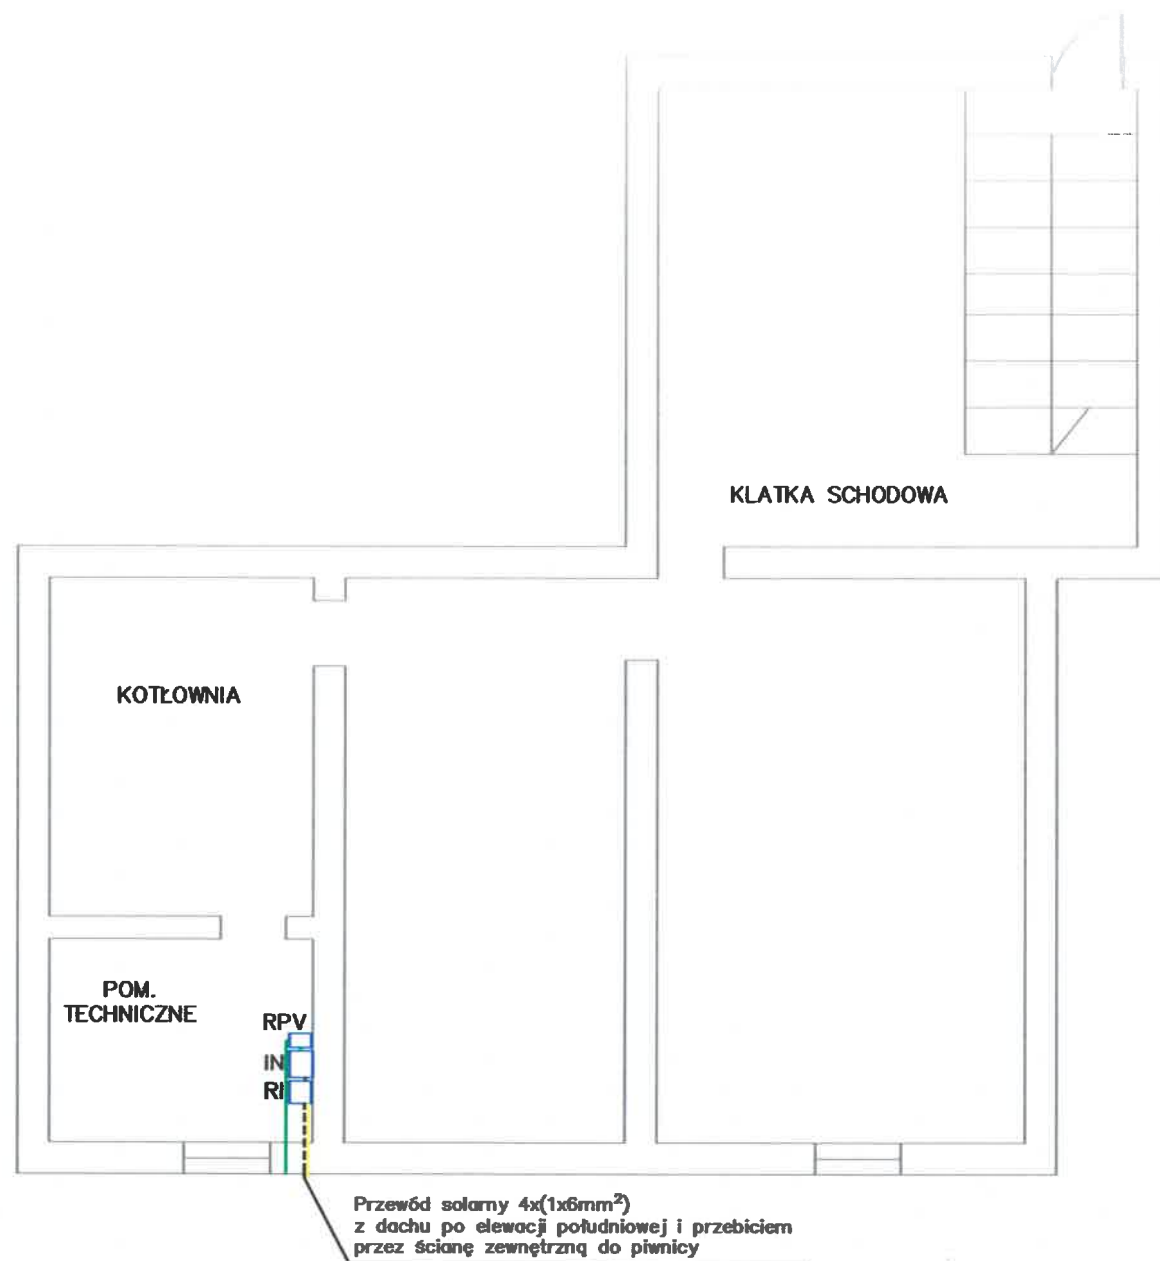 KLATKA SCHODOWA
KOTŁOWNIA
POM.
TECHNICZNE
RPV
IN
RI
Przewód solarny 4x(1x6mm²)
z dachu po elewacji południowej i przebiciem
przez ścianę zewnętrzną do piwnicy